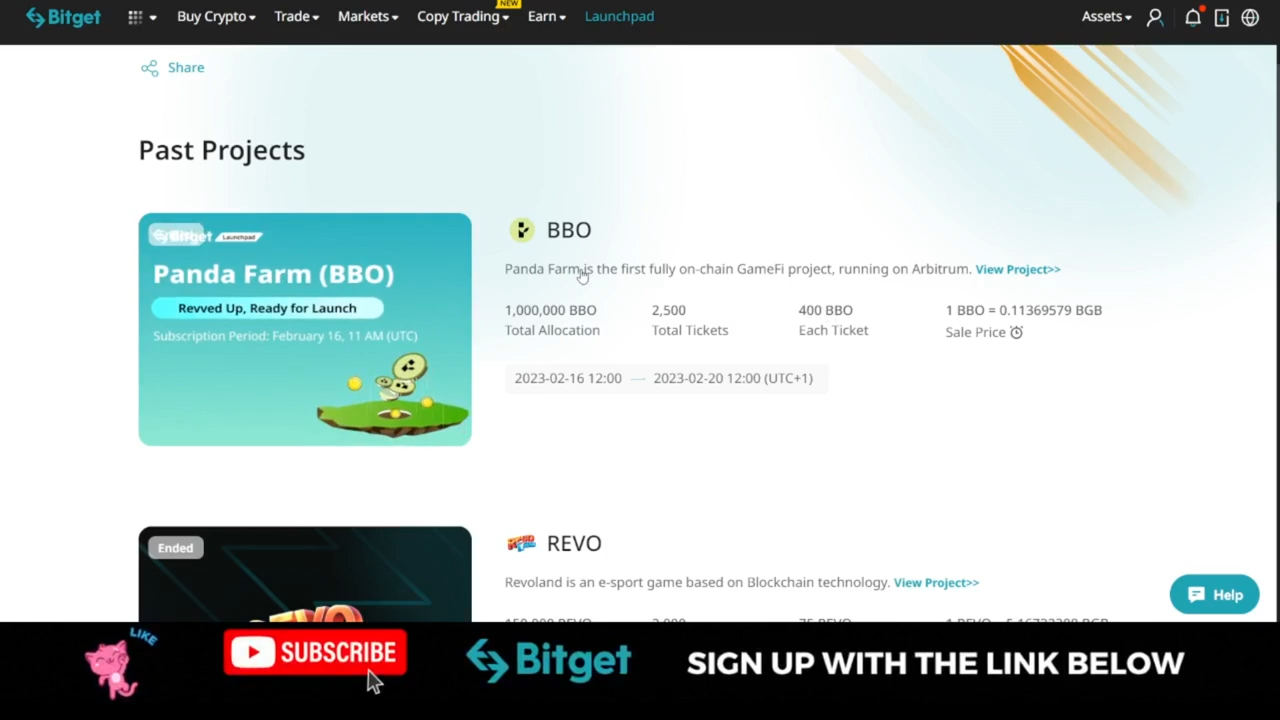 Bitget
Buy Crypto
Trade
Markets
Copy Trading
NEW
Earn
Launchpad
Assets
Share
Past Projects
Bitget Launchpad
Panda Farm (BBO)
Revved Up, Ready for Launch
Subscription Period: February 16, 11 AM (UTC)
BBO
Panda Farm is the first fully on-chain GameFi project, running on Arbitrum. View Project>>
1,000,000 BBO 2,500 400 BBO 1 BBO = 0.11369579 BGB
Total Allocation Total Tickets Each Ticket Sale Price
2023-02-16 12:00 — 2023-02-20 12:00 (UTC+1)
Ended
REVO
REVO
Revoland is an e-sport game based on Blockchain technology. View Project>>
Help
LIKE
SUBSCRIBE
Bitget
SIGN UP WITH THE LINK BELOW